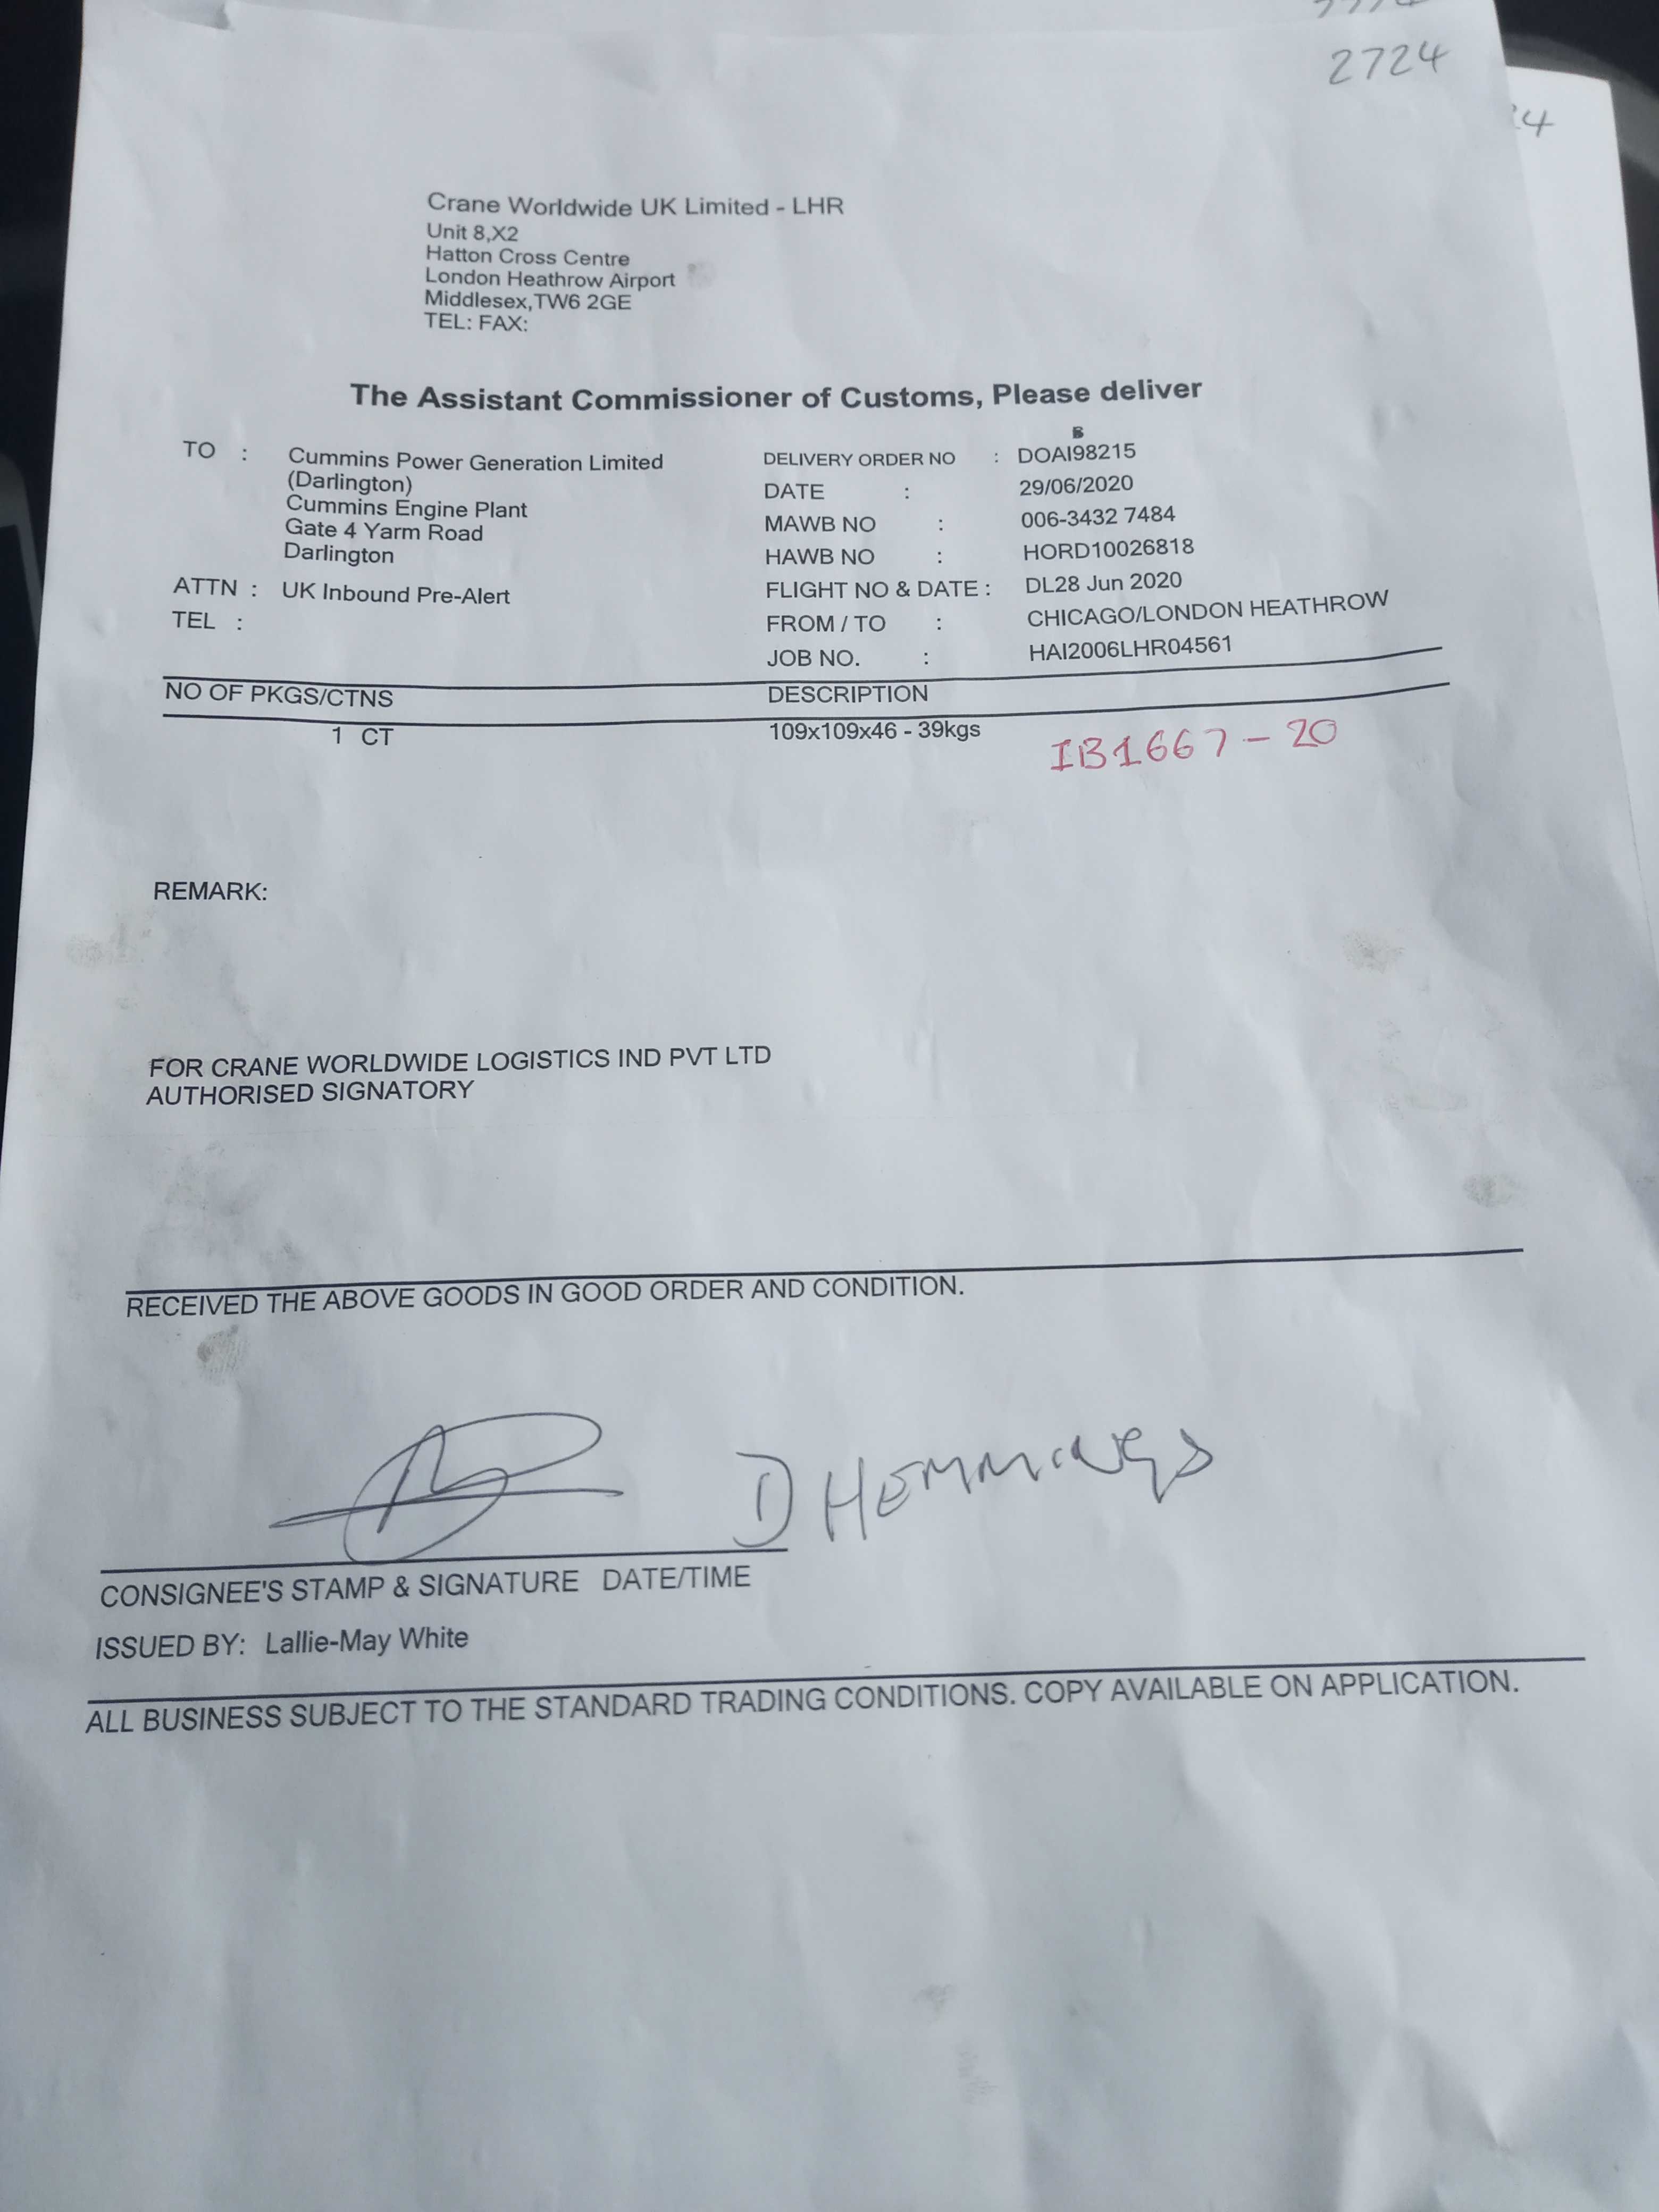 2724
24
Crane Worldwide UK Limited - LHR
Unit 8,X2
Hatton Cross Centre
London Heathrow Airport
Middlesex,TW6 2GE
TEL: FAX:
The Assistant Commissioner of Customs, Please deliver
B
TO : Cummins Power Generation Limited
(Darlington)
Cummins Engine Plant
Gate 4 Yarm Road
Darlington
ATTN : UK Inbound Pre-Alert
TEL :
DELIVERY ORDER NO : DOAI98215
DATE : 29/06/2020
MAWB NO : 006-3432 7484
HAWB NO : HORD10026818
FLIGHT NO & DATE : DL28 Jun 2020
FROM / TO : CHICAGO/LONDON HEATHROW
JOB NO. : HAI2006LHR04561
NO OF PKGS/CTNS DESCRIPTION
1 CT 109x109x46 - 39kgs
IB1667-20
REMARK:
FOR CRANE WORLDWIDE LOGISTICS IND PVT LTD
AUTHORISED SIGNATORY
RECEIVED THE ABOVE GOODS IN GOOD ORDER AND CONDITION.
D HEMMINGS
CONSIGNEE'S STAMP & SIGNATURE DATE/TIME
ISSUED BY: Lallie-May White
ALL BUSINESS SUBJECT TO THE STANDARD TRADING CONDITIONS. COPY AVAILABLE ON APPLICATION.